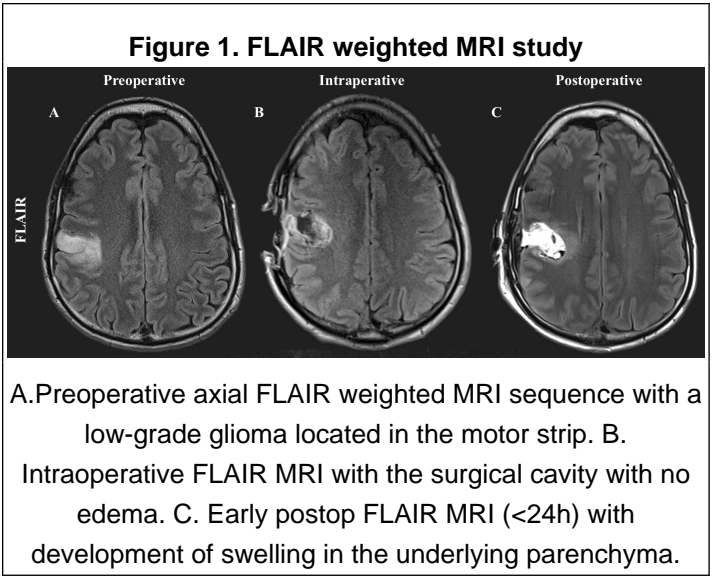 Figure 1. FLAIR weighted MRI study
Preoperative
Intraperative
Postoperative
A
B
C
FLAIR
A.Preoperative axial FLAIR weighted MRI sequence with a
low-grade glioma located in the motor strip. B.
Intraoperative FLAIR MRI with the surgical cavity with no
edema. C. Early postop FLAIR MRI (<24h) with
development of swelling in the underlying parenchyma.